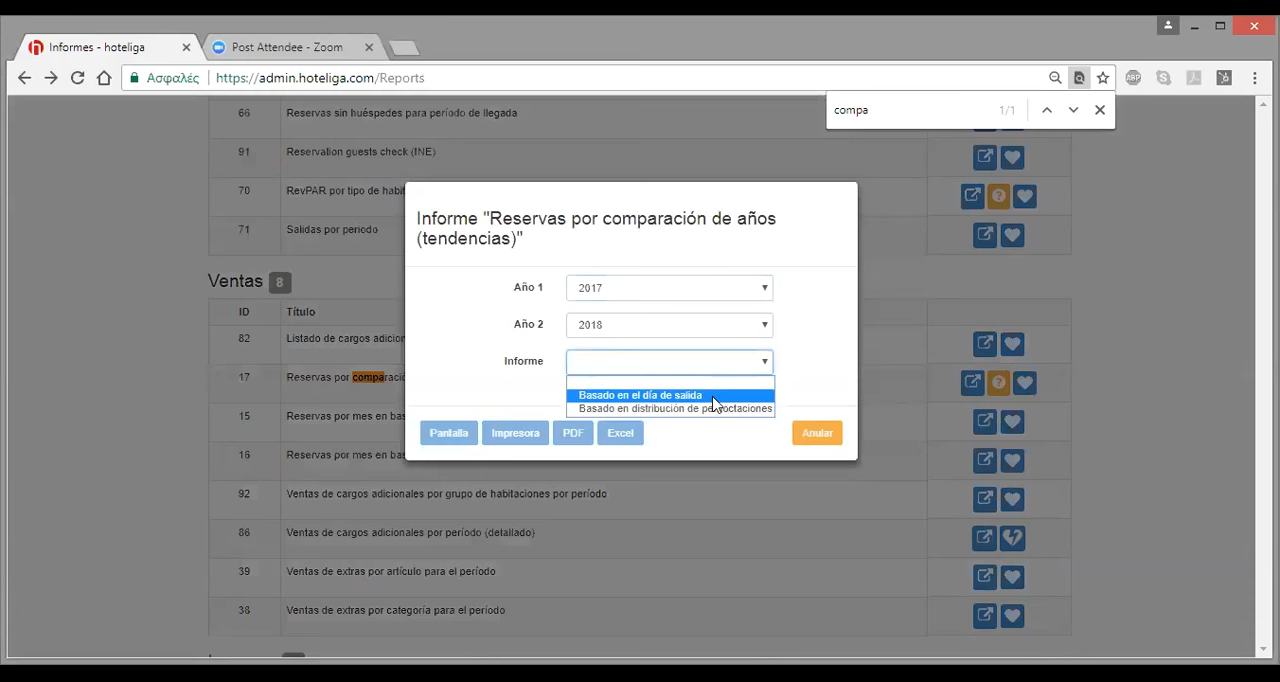 Informes - hoteliga
Post Attendee - Zoom
Ασφαλές https://admin.hoteliga.com/Reports
compa 1/1
66 Reservas sin huéspedes para período de llegada
91 Reservation guests check (INE)
70 RevPAR por tipo de habit
71 Salidas por periodo
Informe "Reservas por comparación de años
(tendencias)"
Año 1 2017
Año 2 2018
Informe
Basado en el día de salida
Basado en distribución de pernoctaciones
Pantalla Impresora PDF Excel Anular
Ventas 8
ID Título
82 Listado de cargos adicion
17 Reservas por comparació
15 Reservas por mes en bas
16 Reservas por mes en bas
92 Ventas de cargos adicionales por grupo de habitaciones por período
86 Ventas de cargos adicionales por período (detallado)
39 Ventas de extras por artículo para el período
38 Ventas de extras por categoría para el período